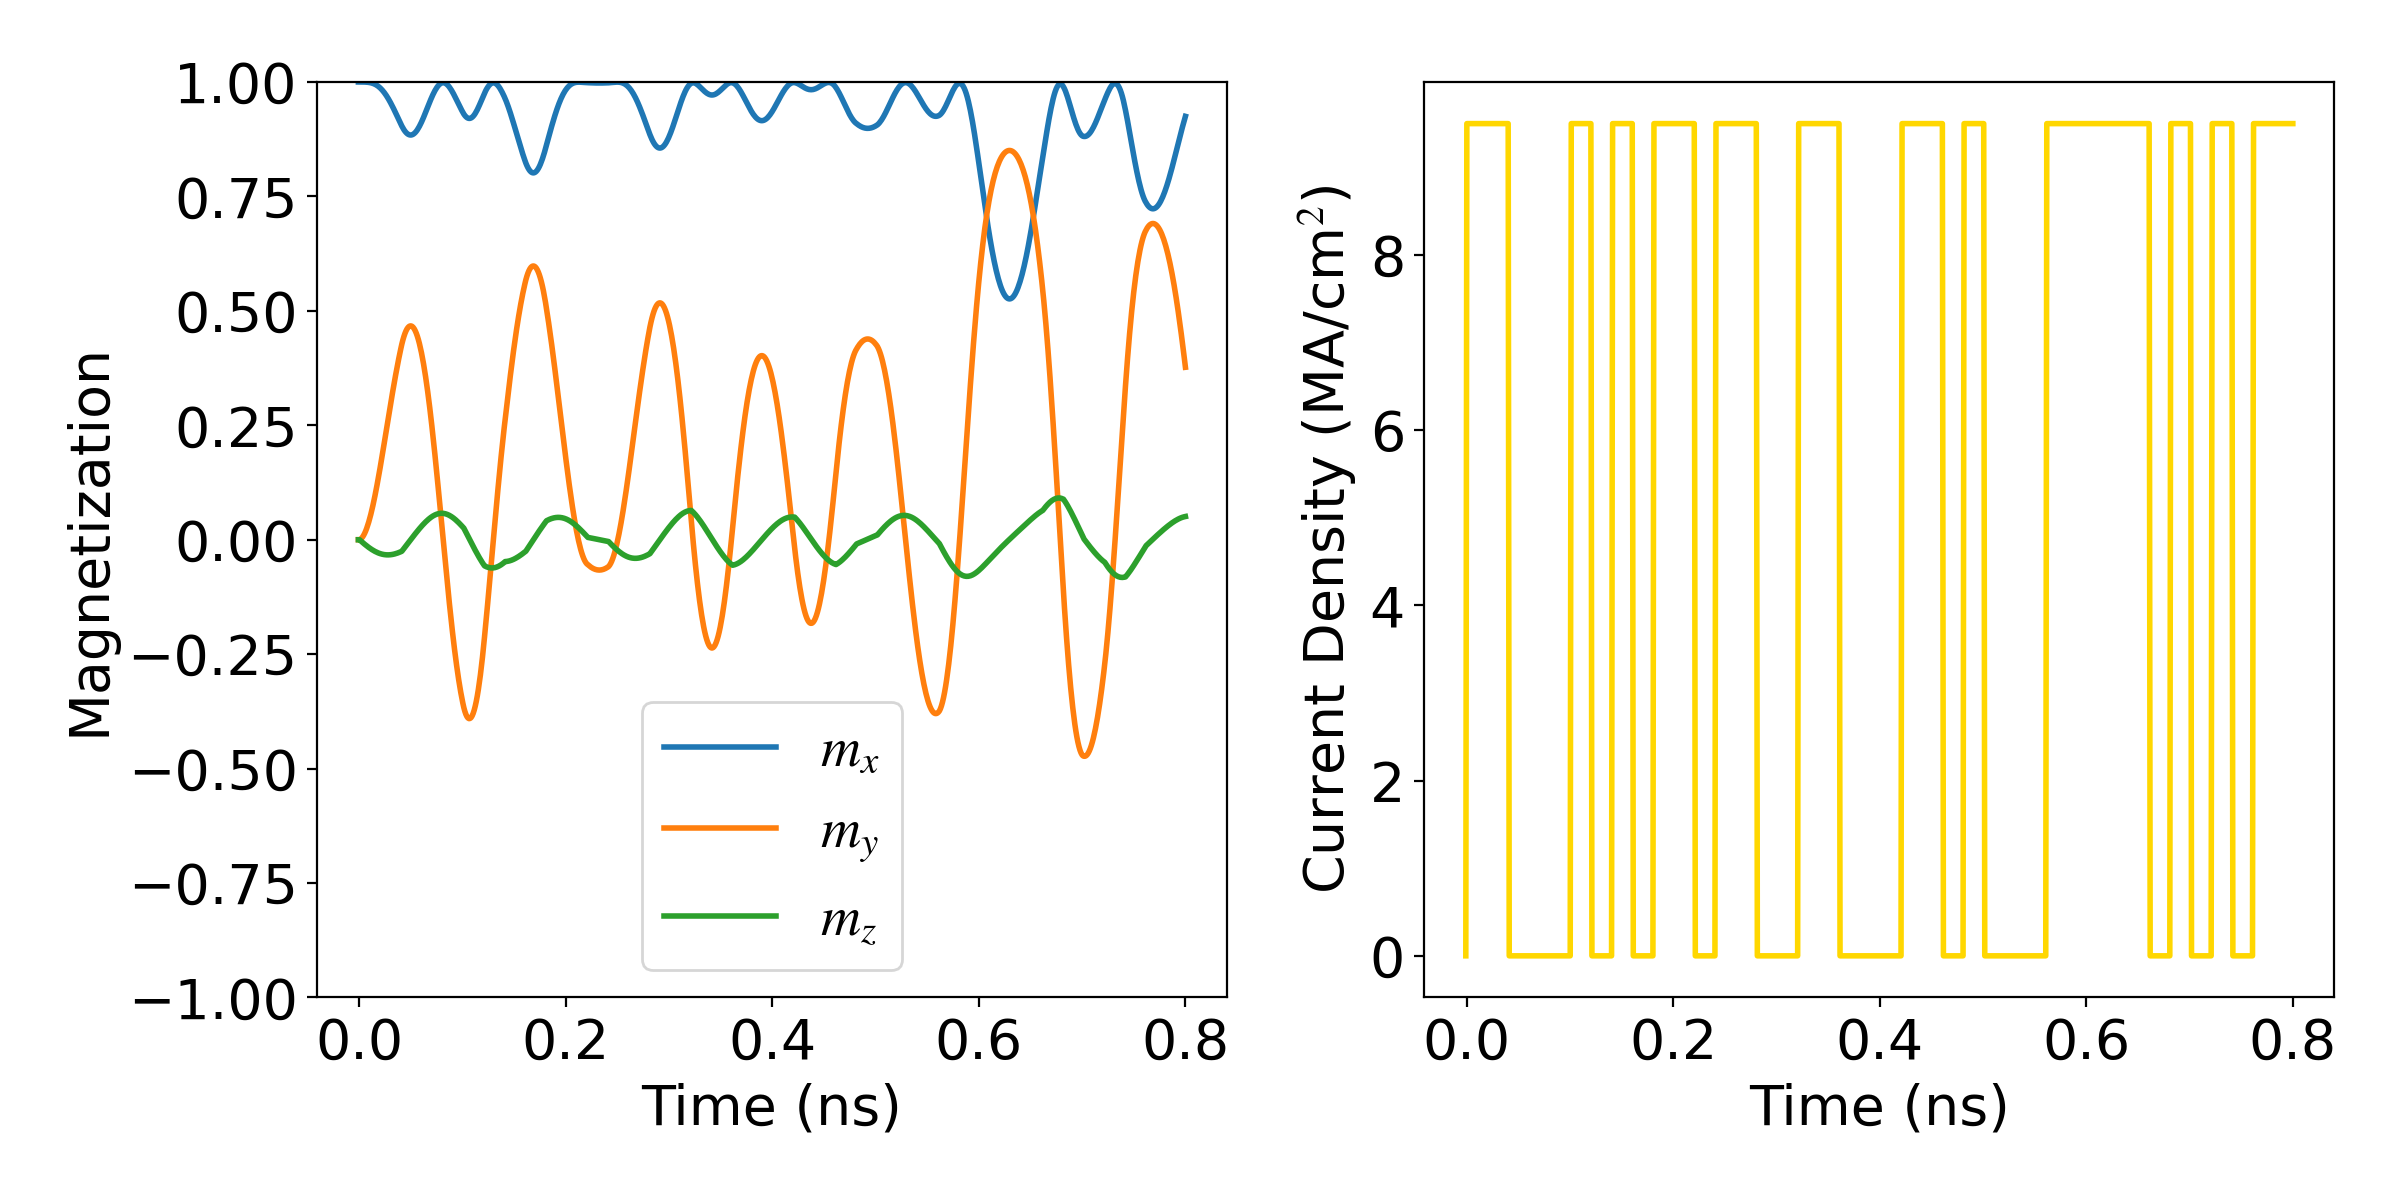 1.00
0.75
0.50
0.25
0.00
−0.25
−0.50
−0.75
−1.00
Magnetization
0.0 0.2 0.4 0.6 0.8
Time (ns)
m_x
m_y
m_z
8
6
4
2
0
Current Density (MA/cm²)
0.0 0.2 0.4 0.6 0.8
Time (ns)